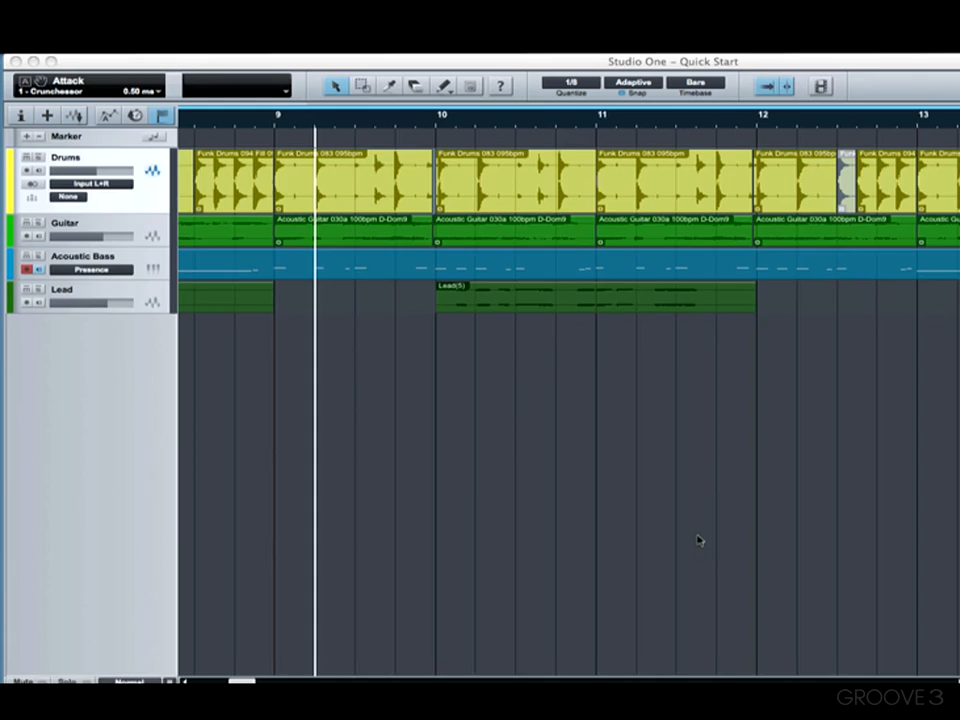 Studio One – Quick Start
Attack
1 - Crunchessor 0.50 ms
1/8 Adaptive Bars
Quantize Snap Timebase
9 10 11 12 13
Marker
Drums
Input L+R
None
Funk Drums 094 Fill 0 Funk Drums 083 095bpm Funk Drums 083 095bpm Funk Drums 083 095bpm Funk Drums 083 095bp Funk Funk Drums 094 Funk Drums 0
Guitar
Acoustic Guitar 030a 100bpm D-Dom9 Acoustic Guitar 030a 100bpm D-Dom9 Acoustic Guitar 030a 100bpm D-Dom9 Acoustic Guitar 030a 100bpm D-Dom9 Acoustic Gu
Acoustic Bass
Presence
Lead
Lead(5)
Mute Solo Normal
GROOVE3